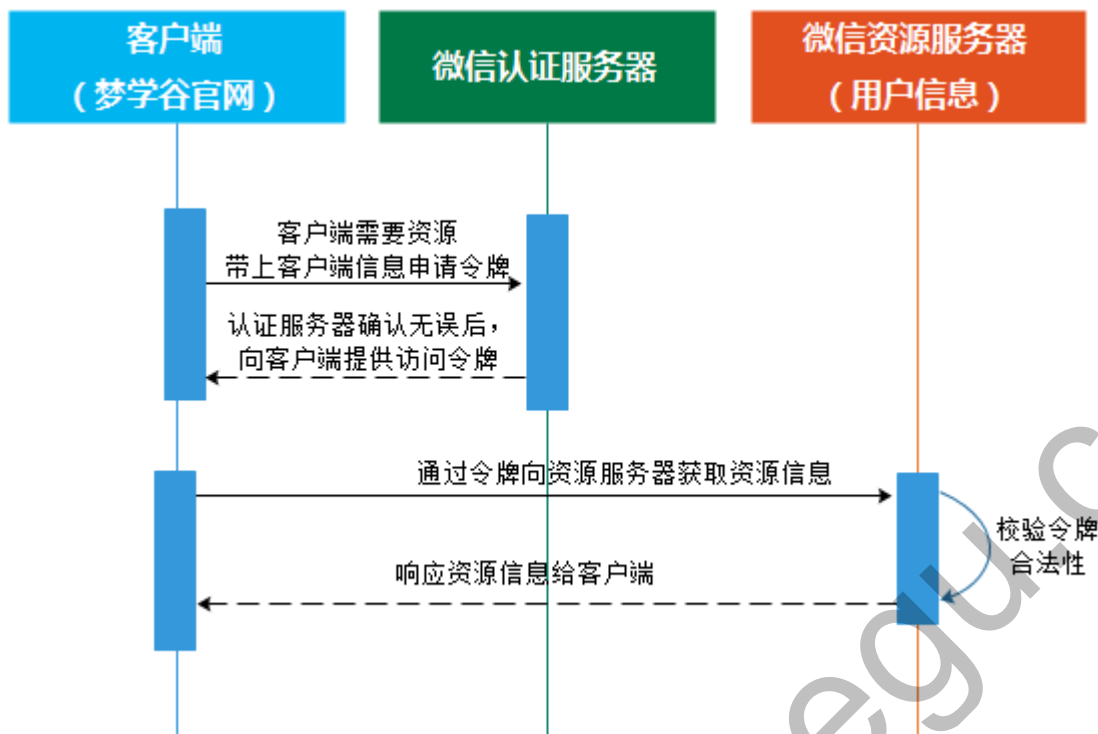 客户端
（梦学谷官网）
微信认证服务器
微信资源服务器
（用户信息）
客户端需要资源
带上客户端信息申请令牌
认证服务器确认无误后，
向客户端提供访问令牌
通过令牌向资源服务器获取资源信息
校验令牌
合法性
响应资源信息给客户端
egu.c